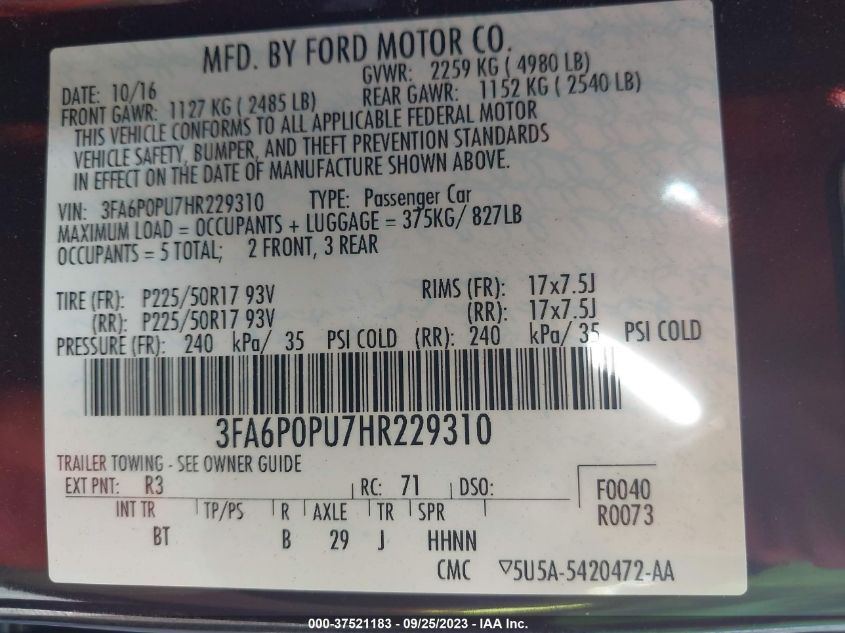 MFD. BY FORD MOTOR CO.
DATE: 10/16 GVWR: 2259 KG ( 4980 LB)
FRONT GAWR: 1127 KG ( 2485 LB) REAR GAWR: 1152 KG ( 2540 LB)
THIS VEHICLE CONFORMS TO ALL APPLICABLE FEDERAL MOTOR
VEHICLE SAFETY, BUMPER, AND THEFT PREVENTION STANDARDS
IN EFFECT ON THE DATE OF MANUFACTURE SHOWN ABOVE.
VIN: 3FA6P0PU7HR229310 TYPE: Passenger Car
MAXIMUM LOAD = OCCUPANTS + LUGGAGE = 375KG/ 827LB
OCCUPANTS = 5 TOTAL; 2 FRONT, 3 REAR
TIRE (FR): P225/50R17 93V RIMS (FR): 17x7.5J
(RR): P225/50R17 93V (RR): 17x7.5J
PRESSURE (FR): 240 kPa/ 35 PSI COLD (RR): 240 kPa/ 35 PSI COLD
3FA6P0PU7HR229310
TRAILER TOWING - SEE OWNER GUIDE
EXT PNT: R3 RC: 71 DSO: F0040
INT TR TP/PS R AXLE TR SPR R0073
BT B 29 J HHNN
CMC ▽5U5A-5420472-AA
000-37521183 - 09/25/2023 - IAA Inc.